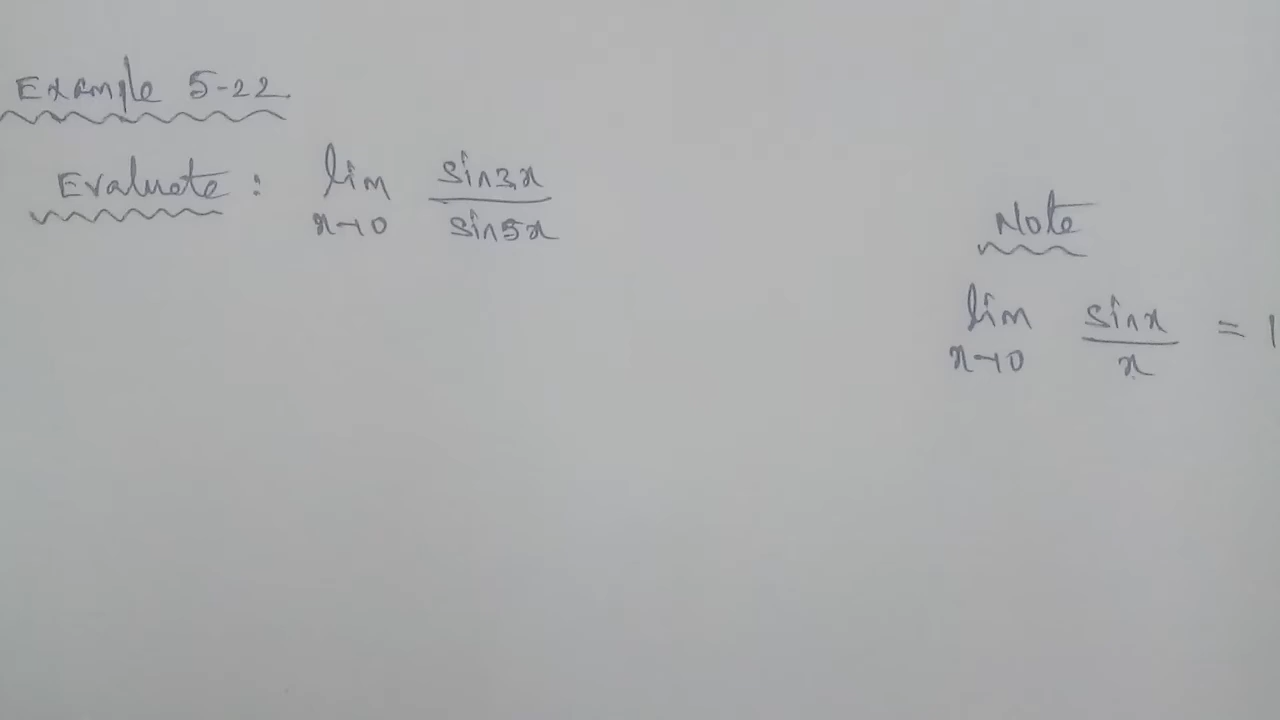 Example 5-22.
Evaluate : lim x→0 sin3x / sin5x
Note
lim x→0 sinx / x = 1